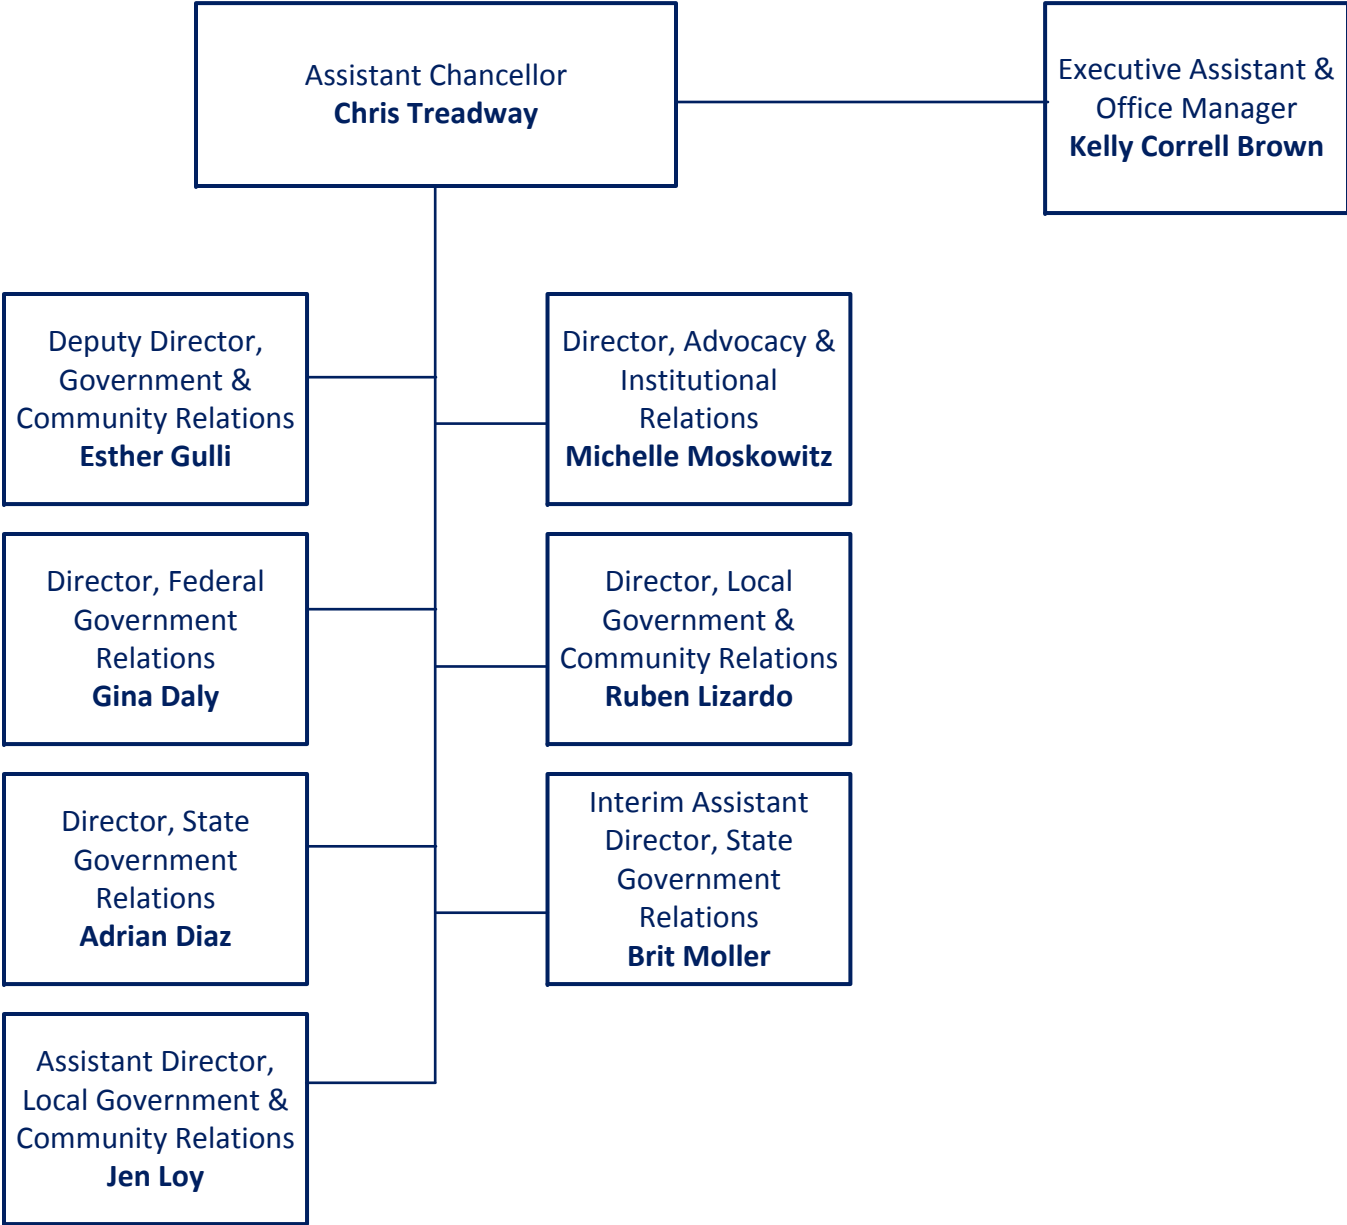 Assistant Chancellor
Chris Treadway
Executive Assistant &
Office Manager
Kelly Correll Brown
Deputy Director,
Government &
Community Relations
Esther Gulli
Director, Advocacy &
Institutional
Relations
Michelle Moskowitz
Director, Federal
Government
Relations
Gina Daly
Director, Local
Government &
Community Relations
Ruben Lizardo
Director, State
Government
Relations
Adrian Diaz
Interim Assistant
Director, State
Government
Relations
Brit Moller
Assistant Director,
Local Government &
Community Relations
Jen Loy